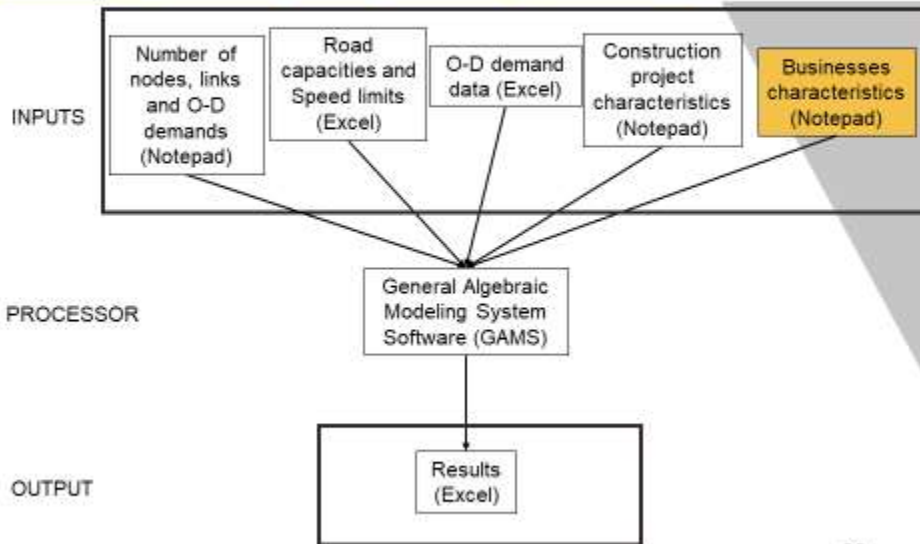 INPUTS
Number of
nodes, links
and O-D
demands
(Notepad)
Road
capacities and
Speed limits
(Excel)
O-D demand
data (Excel)
Construction
project
characteristics
(Notepad)
Businesses
characteristics
(Notepad)
PROCESSOR
General Algebraic
Modeling System
Software (GAMS)
OUTPUT
Results
(Excel)